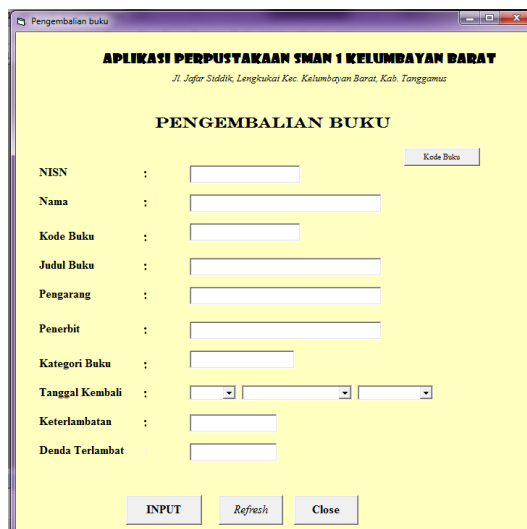 Pengembalian buku
APLIKASI PERPUSTAKAAN SMAN 1 KELUMBAYAN BARAT
Jl. Jafar Siddik, Lengkukai Kec. Kelumbayan Barat, Kab. Tanggamus
PENGEMBALIAN BUKU
Kode Buku
NISN :
Nama :
Kode Buku :
Judul Buku :
Pengarang :
Penerbit :
Kategori Buku :
Tanggal Kembali :
Keterlambatan :
Denda Terlambat
INPUT Refresh Close